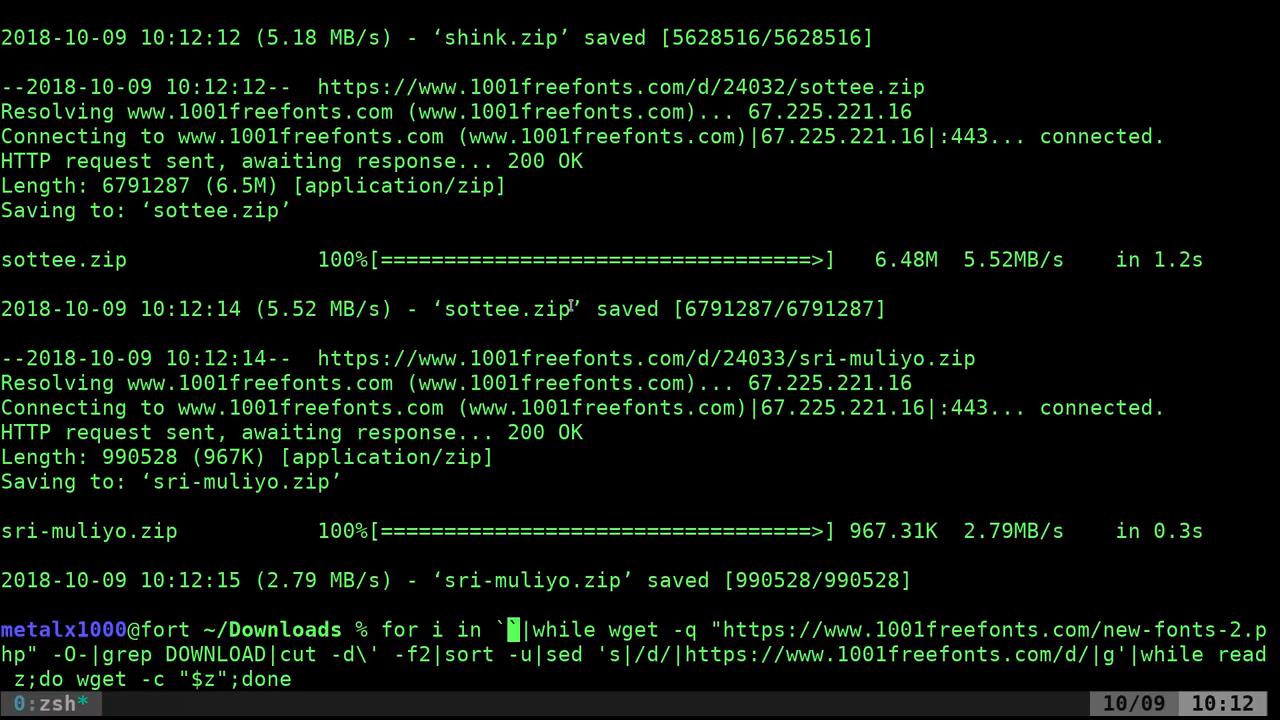 2018-10-09 10:12:12 (5.18 MB/s) - ‘shink.zip’ saved [5628516/5628516]
--2018-10-09 10:12:12--  https://www.1001freefonts.com/d/24032/sottee.zip
Resolving www.1001freefonts.com (www.1001freefonts.com)... 67.225.221.16
Connecting to www.1001freefonts.com (www.1001freefonts.com)|67.225.221.16|:443... connected.
HTTP request sent, awaiting response... 200 OK
Length: 6791287 (6.5M) [application/zip]
Saving to: ‘sottee.zip’
sottee.zip               100%[==================================>]   6.48M  5.52MB/s    in 1.2s
2018-10-09 10:12:14 (5.52 MB/s) - ‘sottee.zip’ saved [6791287/6791287]
--2018-10-09 10:12:14--  https://www.1001freefonts.com/d/24033/sri-muliyo.zip
Resolving www.1001freefonts.com (www.1001freefonts.com)... 67.225.221.16
Connecting to www.1001freefonts.com (www.1001freefonts.com)|67.225.221.16|:443... connected.
HTTP request sent, awaiting response... 200 OK
Length: 990528 (967K) [application/zip]
Saving to: ‘sri-muliyo.zip’
sri-muliyo.zip           100%[==================================>] 967.31K  2.79MB/s    in 0.3s
2018-10-09 10:12:15 (2.79 MB/s) - ‘sri-muliyo.zip’ saved [990528/990528]
metalx1000@fort ~/Downloads % for i in ``|while wget -q "https://www.1001freefonts.com/new-fonts-2.p
hp" -O-|grep DOWNLOAD|cut -d\' -f2|sort -u|sed 's|/d/|https://www.1001freefonts.com/d/|g'|while read
 z;do wget -c "$z";done
0:zsh* 10/09 10:12